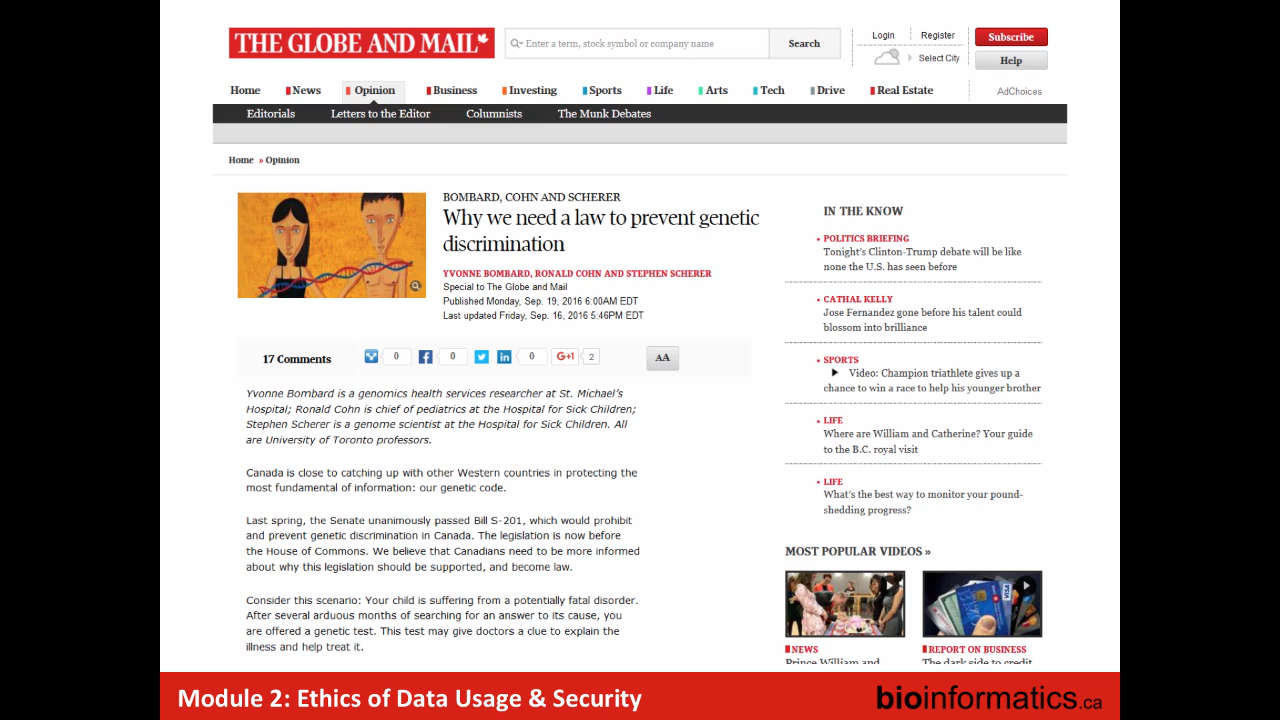 THE GLOBE AND MAIL
Enter a term, stock symbol or company name
Search
Login
Register
Select City
Subscribe
Help
Home
News
Opinion
Business
Investing
Sports
Life
Arts
Tech
Drive
Real Estate
AdChoices
Editorials
Letters to the Editor
Columnists
The Munk Debates
Home » Opinion
BOMBARD, COHN AND SCHERER
Why we need a law to prevent genetic
discrimination
YVONNE BOMBARD, RONALD COHN AND STEPHEN SCHERER
Special to The Globe and Mail
Published Monday, Sep. 19, 2016 6:00AM EDT
Last updated Friday, Sep. 16, 2016 5:46PM EDT
17 Comments
0
0
0
G+1
2
AA
Yvonne Bombard is a genomics health services researcher at St. Michael's
Hospital; Ronald Cohn is chief of pediatrics at the Hospital for Sick Children;
Stephen Scherer is a genome scientist at the Hospital for Sick Children. All
are University of Toronto professors.
Canada is close to catching up with other Western countries in protecting the
most fundamental of information: our genetic code.
Last spring, the Senate unanimously passed Bill S-201, which would prohibit
and prevent genetic discrimination in Canada. The legislation is now before
the House of Commons. We believe that Canadians need to be more informed
about why this legislation should be supported, and become law.
Consider this scenario: Your child is suffering from a potentially fatal disorder.
After several arduous months of searching for an answer to its cause, you
are offered a genetic test. This test may give doctors a clue to explain the
illness and help treat it.
IN THE KNOW
• POLITICS BRIEFING
Tonight's Clinton-Trump debate will be like
none the U.S. has seen before
• CATHAL KELLY
Jose Fernandez gone before his talent could
blossom into brilliance
• SPORTS
Video: Champion triathlete gives up a
chance to win a race to help his younger brother
• LIFE
Where are William and Catherine? Your guide
to the B.C. royal visit
• LIFE
What's the best way to monitor your pound-
shedding progress?
MOST POPULAR VIDEOS »
NEWS
Prince William and
REPORT ON BUSINESS
The dark side to credit
Module 2: Ethics of Data Usage & Security
bioinformatics.ca